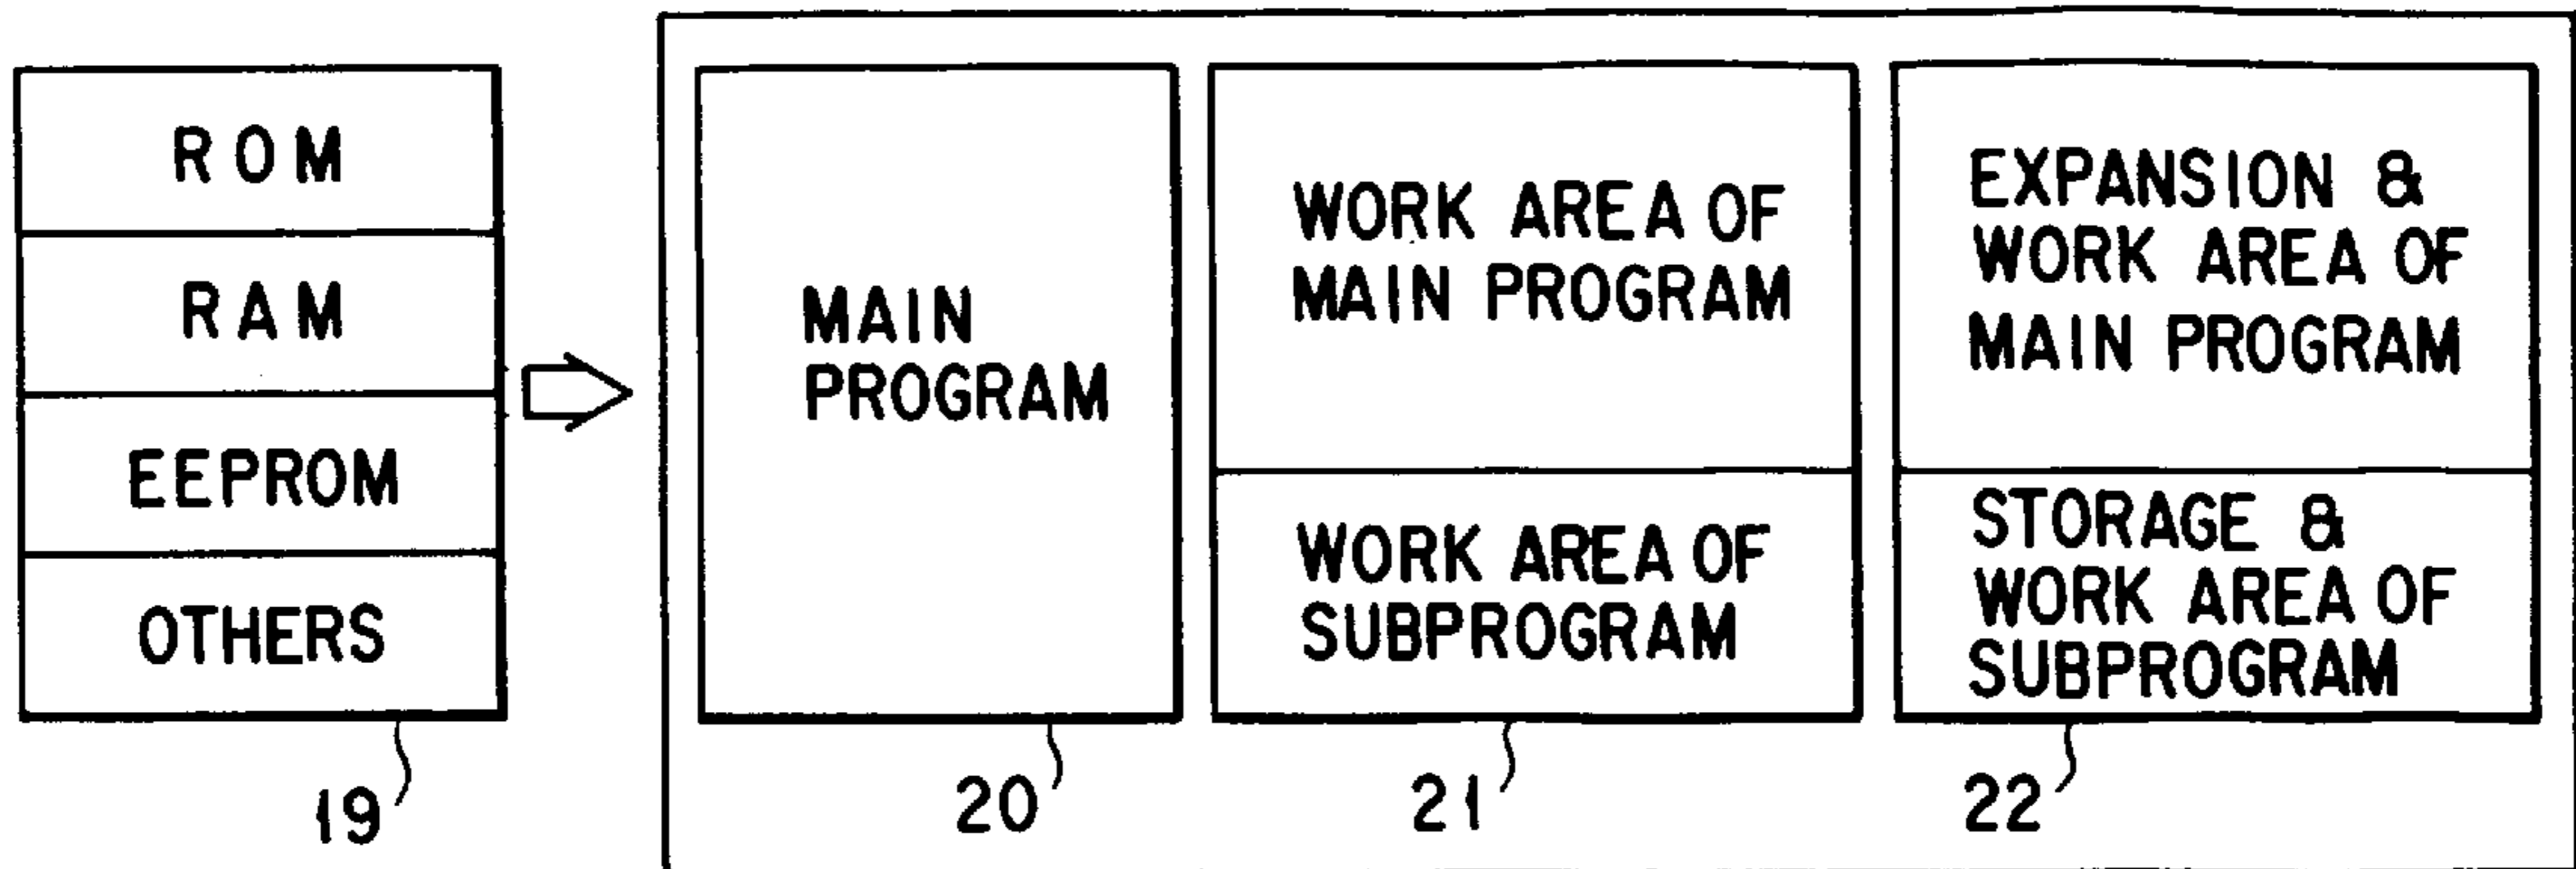 ROM
RAM
EEPROM
OTHERS
19
MAIN
PROGRAM
20
WORK AREA OF
MAIN PROGRAM
WORK AREA OF
SUBPROGRAM
21
EXPANSION &
WORK AREA OF
MAIN PROGRAM
STORAGE &
WORK AREA OF
SUBPROGRAM
22